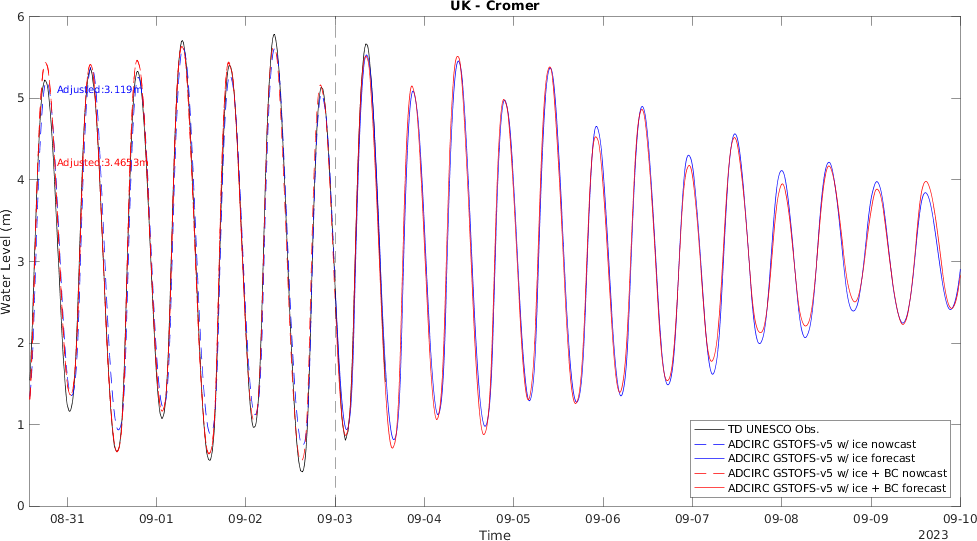 UK - Cromer
6
5
4
3
2
1
0
Water Level (m)
Adjusted:3.119m
Adjusted:3.4653m
TD UNESCO Obs.
ADCIRC GSTOFS-v5 w/ ice nowcast
ADCIRC GSTOFS-v5 w/ ice forecast
ADCIRC GSTOFS-v5 w/ ice + BC nowcast
ADCIRC GSTOFS-v5 w/ ice + BC forecast
08-31 09-01 09-02 09-03 09-04 09-05 09-06 09-07 09-08 09-09 09-10
Time
2023